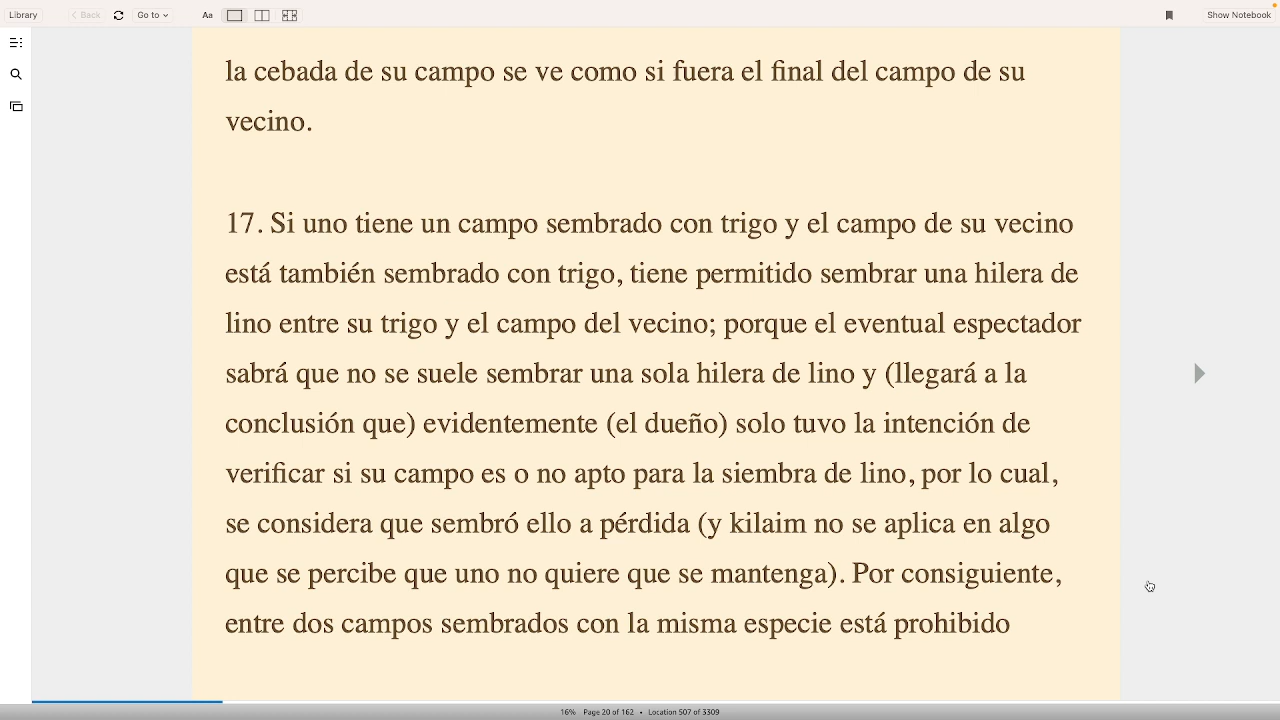 Library
Back
Go to
Aa
Show Notebook
la cebada de su campo se ve como si fuera el final del campo de su
vecino.
17. Si uno tiene un campo sembrado con trigo y el campo de su vecino
está también sembrado con trigo, tiene permitido sembrar una hilera de
lino entre su trigo y el campo del vecino; porque el eventual espectador
sabrá que no se suele sembrar una sola hilera de lino y (llegará a la
conclusión que) evidentemente (el dueño) solo tuvo la intención de
verificar si su campo es o no apto para la siembra de lino, por lo cual,
se considera que sembró ello a pérdida (y kilaim no se aplica en algo
que se percibe que uno no quiere que se mantenga). Por consiguiente,
entre dos campos sembrados con la misma especie está prohibido
16% Page 20 of 162 • Location 507 of 3309